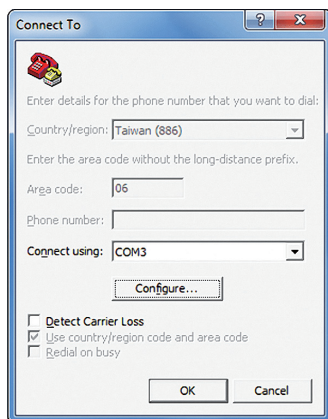 Connect To
Enter details for the phone number that you want to dial:
Country/region: Taiwan (886)
Enter the area code without the long-distance prefix.
Area code: 06
Phone number:
Connect using: COM3
Configure...
Detect Carrier Loss
Use country/region code and area code
Redial on busy
OK Cancel